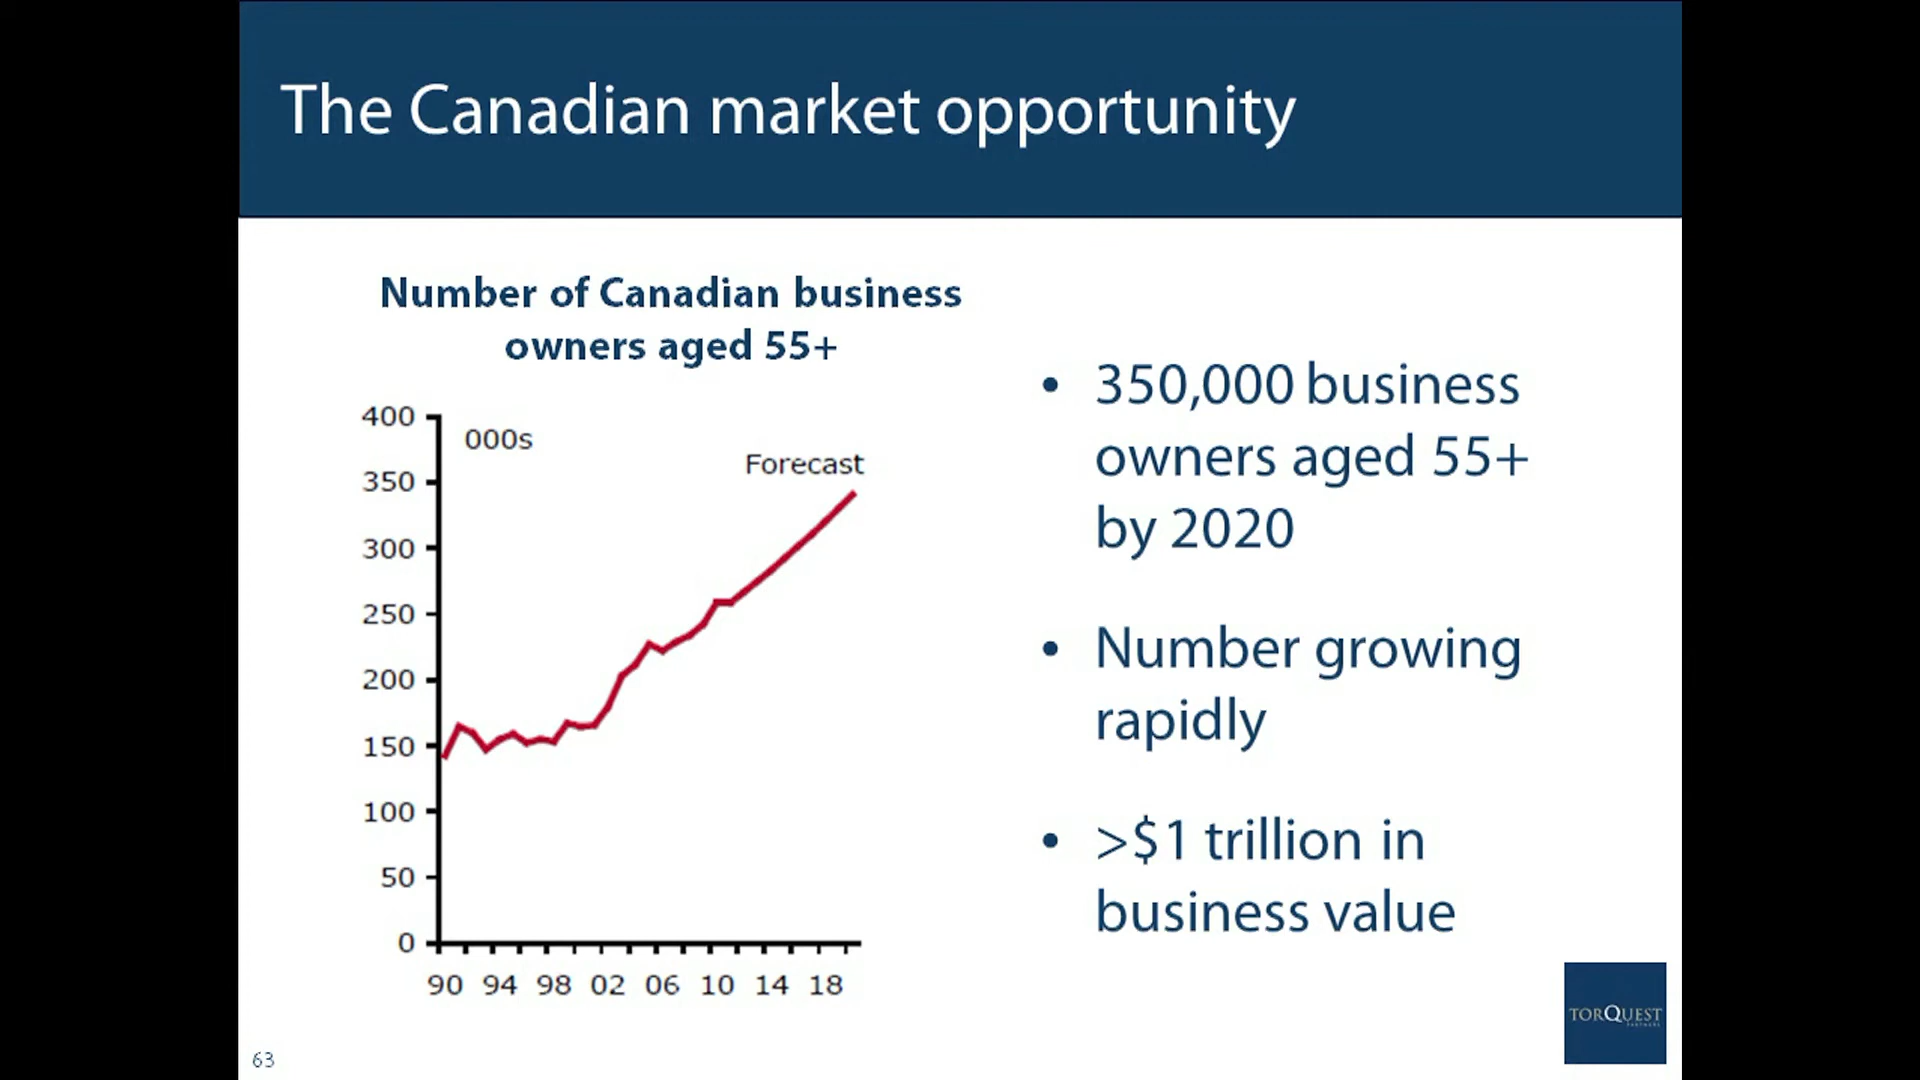 The Canadian market opportunity
Number of Canadian business
owners aged 55+
400
350
300
250
200
150
100
50
0
000s
Forecast
90 94 98 02 06 10 14 18
• 350,000 business
owners aged 55+
by 2020
• Number growing
rapidly
• >$1 trillion in
business value
TORQUEST
PARTNERS
63